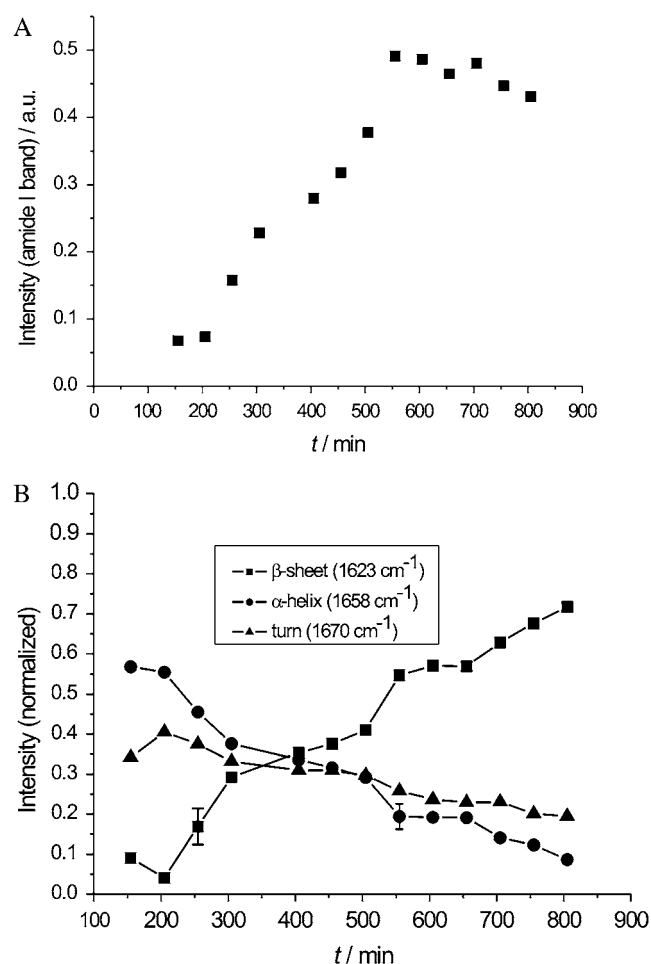 A
Intensity (amide I band) / a.u.
0.5
0.4
0.3
0.2
0.1
0.0
0 100 200 300 400 500 600 700 800 900
t / min
B
Intensity (normalized)
1.0
0.9
0.8
0.7
0.6
0.5
0.4
0.3
0.2
0.1
0.0
β-sheet (1623 cm⁻¹)
α-helix (1658 cm⁻¹)
turn (1670 cm⁻¹)
100 200 300 400 500 600 700 800 900
t / min